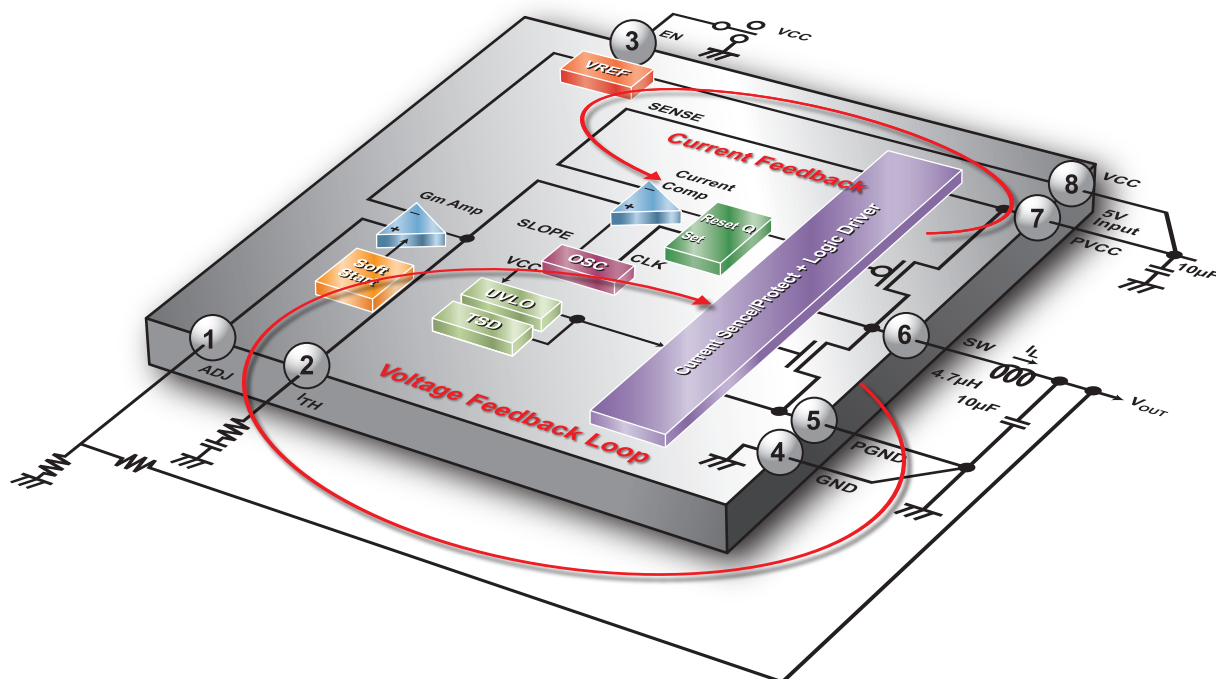 3
EN
VCC
VREF
SENSE
Current Feedback
8
VCC
7
5V
Input
PVCC
10µF
Gm Amp
−
+
Current
Comp
−
+
Reset Q
Set
SLOPE
OSC
CLK
Soft
Start
VCC
UVLO
TSD
Current Sence/Protect + Logic Driver
6
SW
IL
4.7µH
10µF
VOUT
1
ADJ
2
ITH
Voltage Feedback Loop
5
PGND
4
GND